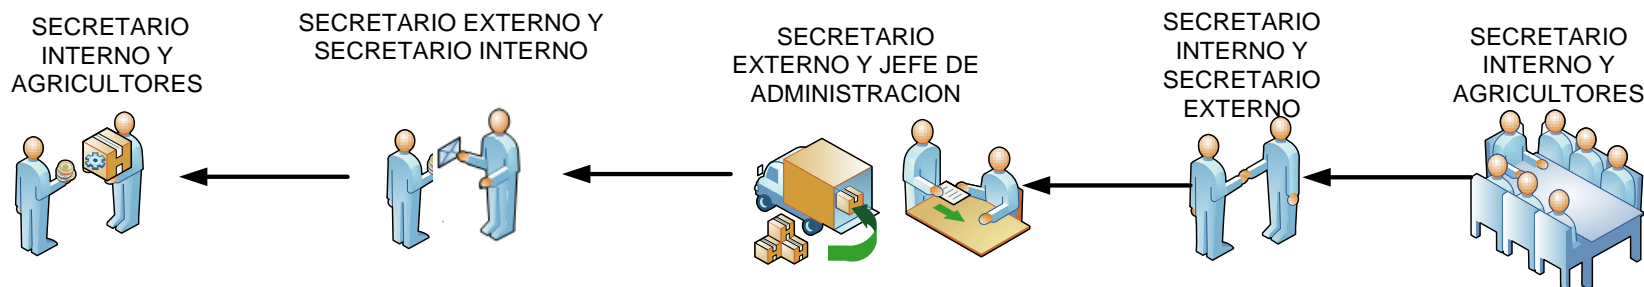 SECRETARIO
INTERNO Y
AGRICULTORES
SECRETARIO EXTERNO Y
SECRETARIO INTERNO
SECRETARIO
EXTERNO Y JEFE DE
ADMINISTRACION
SECRETARIO
INTERNO Y
SECRETARIO
EXTERNO
SECRETARIO
INTERNO Y
AGRICULTORES